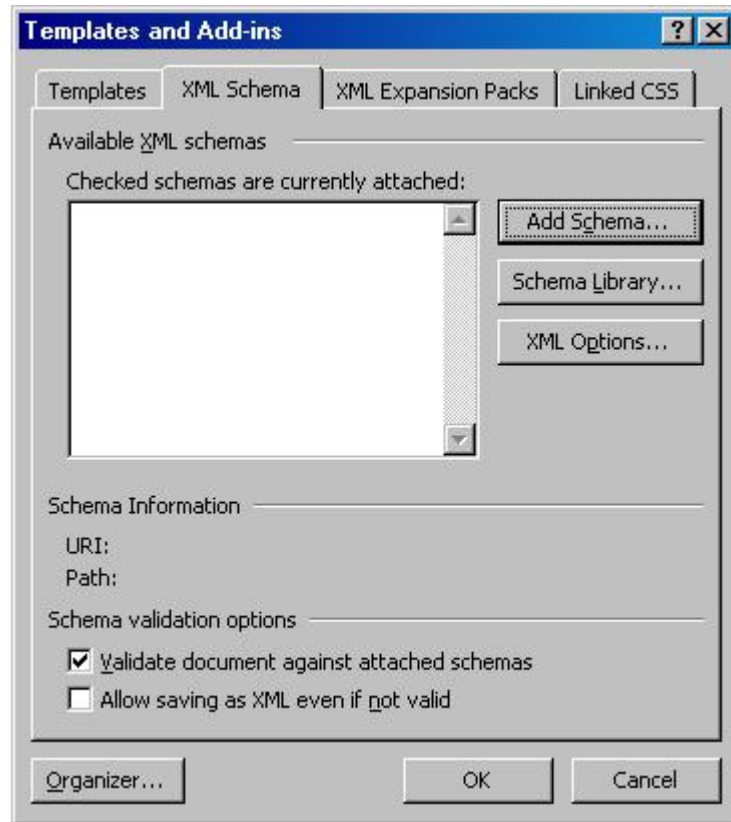 Templates and Add-ins
? X
Templates XML Schema XML Expansion Packs Linked CSS
Available XML schemas
Checked schemas are currently attached:
Add Schema...
Schema Library...
XML Options...
Schema Information
URI:
Path:
Schema validation options
Validate document against attached schemas
Allow saving as XML even if not valid
Organizer... OK Cancel